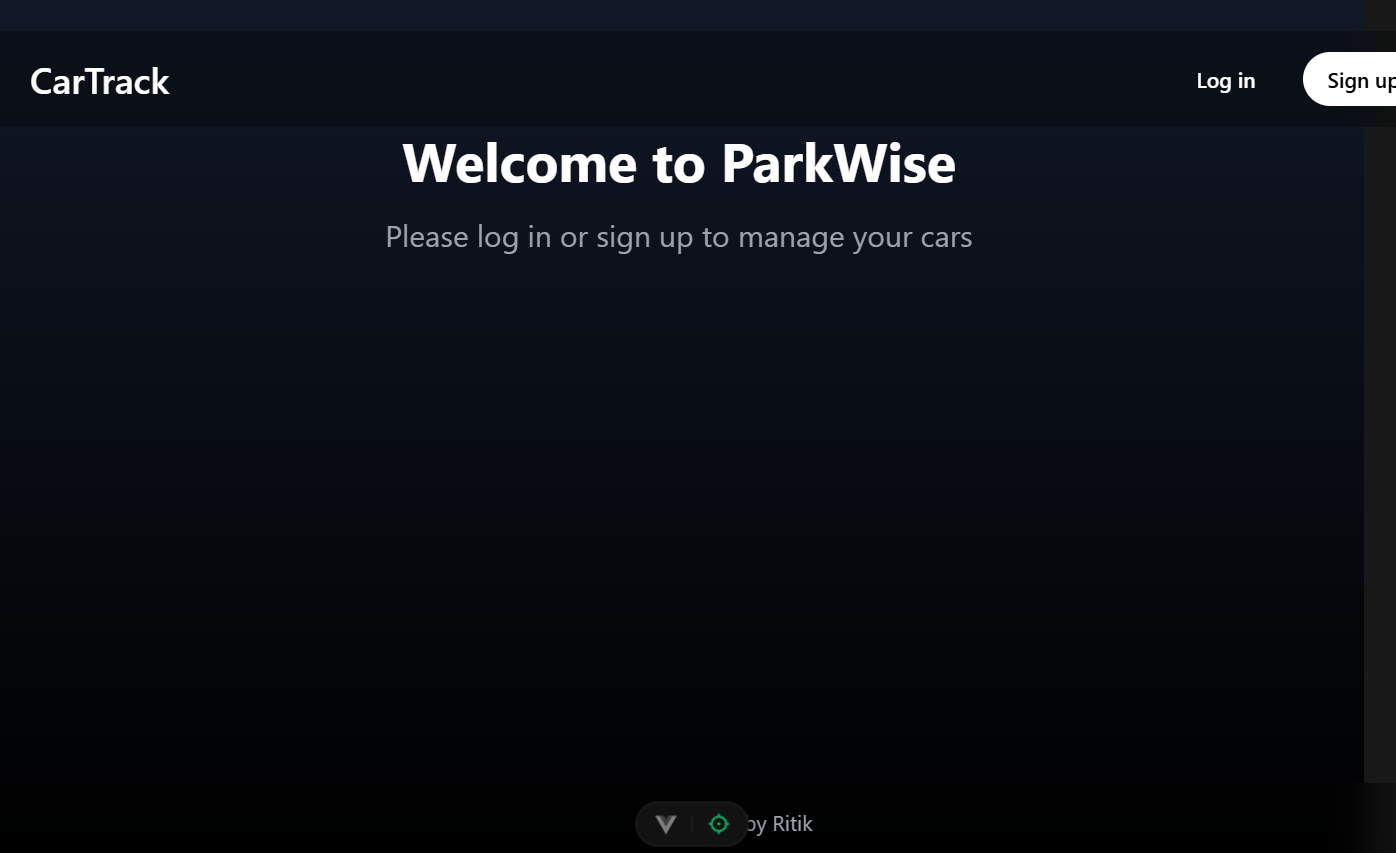 CarTrack
Log in
Sign up
Welcome to ParkWise
Please log in or sign up to manage your cars
by Ritik